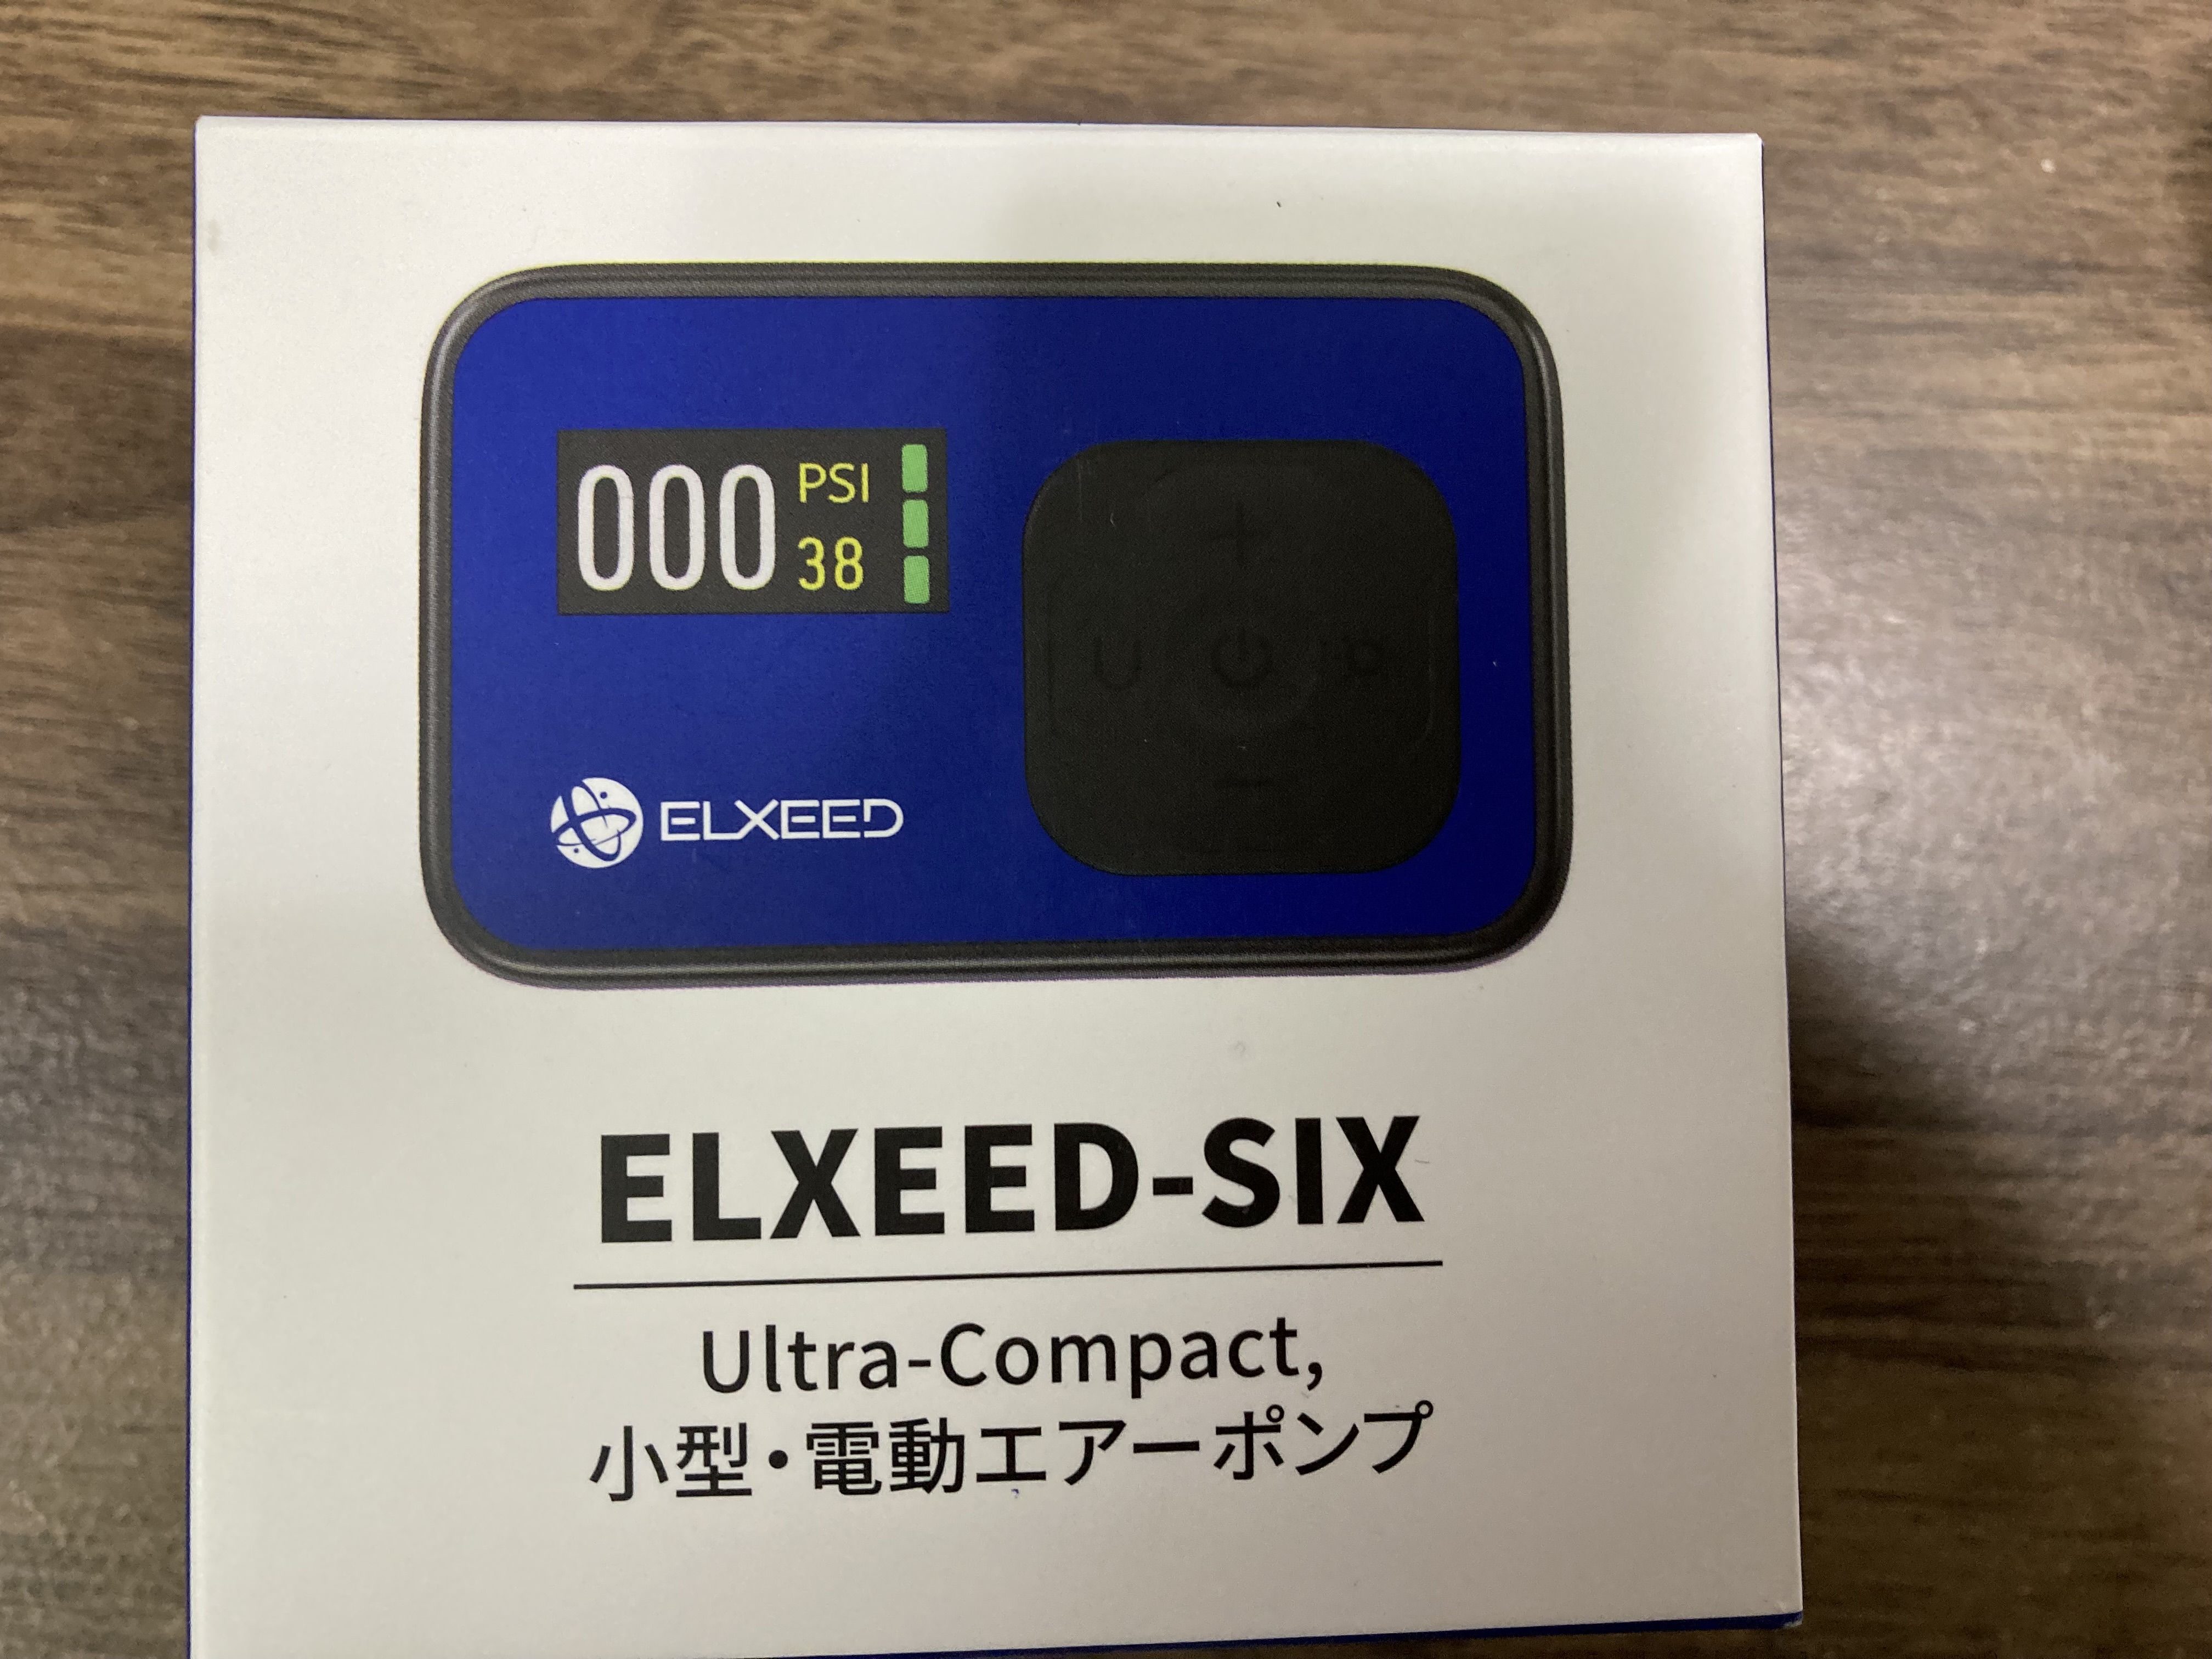 000 PSI
38
U
ELXEED
ELXEED-SIX
Ultra-Compact,
小型・電動エアーポンプ